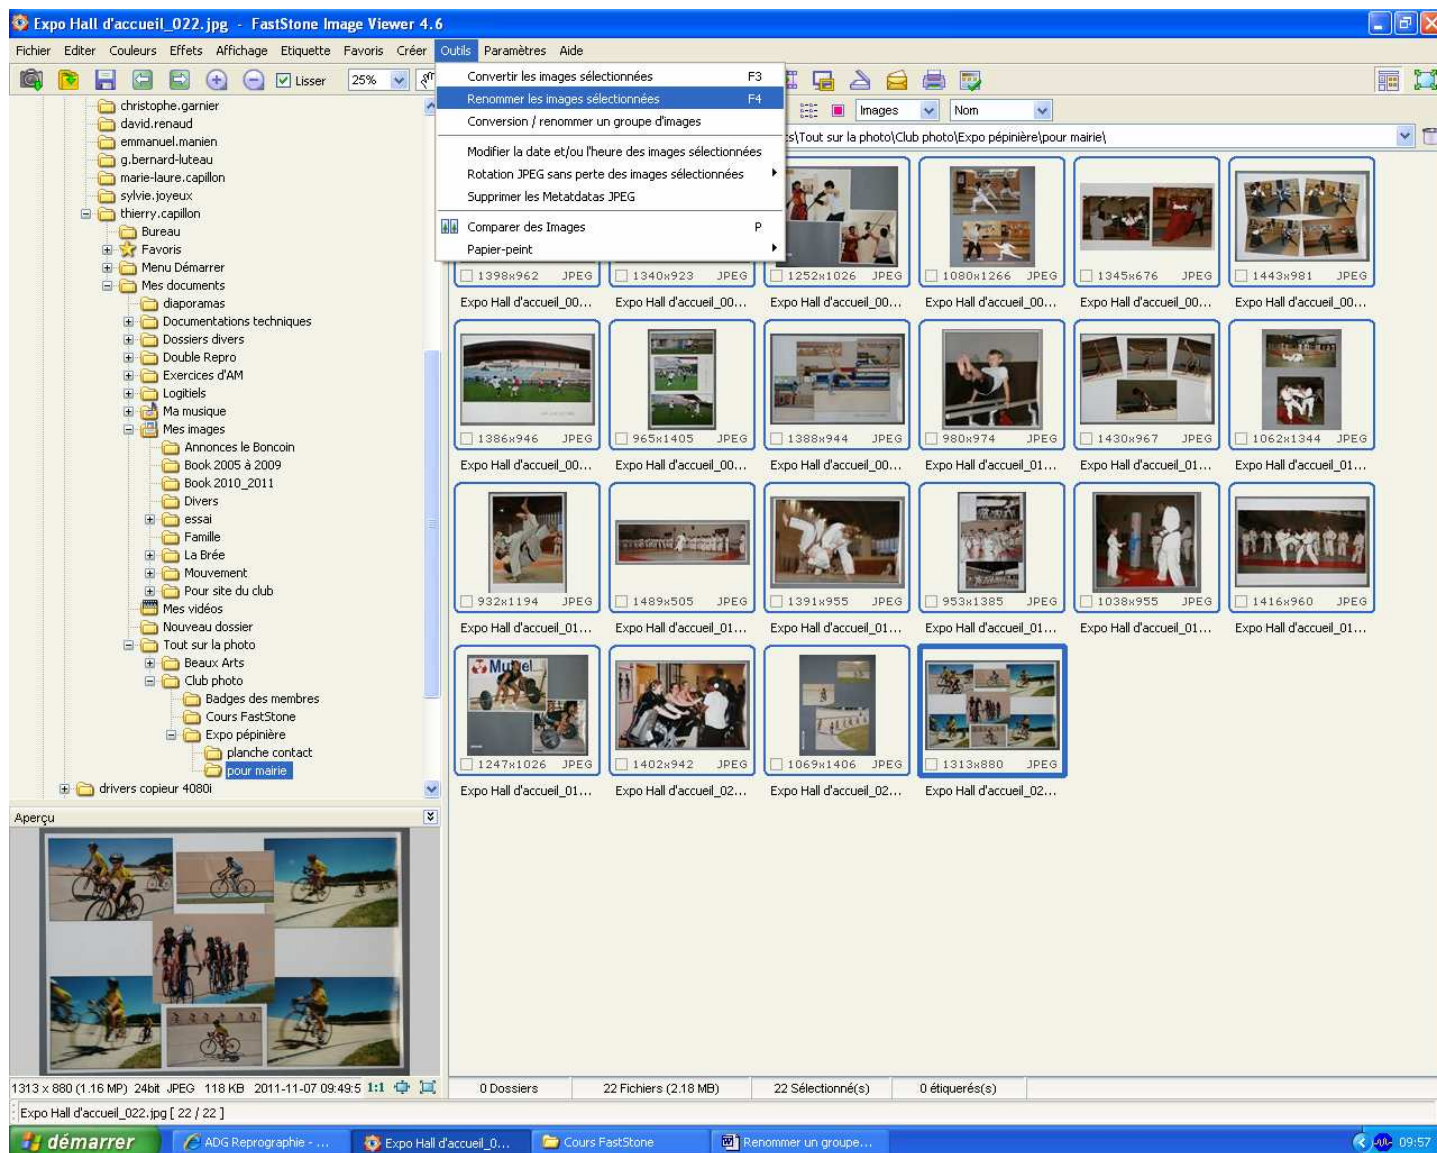 Expo Hall d'accueil_022.jpg - FastStone Image Viewer 4.6
Fichier Editer Couleurs Effets Affichage Etiquette Favoris Créer Outils Paramètres Aide
Lisser 25%
Convertir les images sélectionnées F3
Renommer les images sélectionnées F4
Conversion / renommer un groupe d'images
Modifier la date et/ou l'heure des images sélectionnées
Rotation JPEG sans perte des images sélectionnées
Supprimer les Metatdatas JPEG
Comparer des Images P
Papier-peint
Images Nom
s\Tout sur la photo\Club photo\Expo pépinière\pour mairie\
christophe.garnier
david.renaud
emmanuel.manien
g.bernard-luteau
marie-laure.capillon
sylvie.joyeux
thierry.capillon
Bureau
Favoris
Menu Démarrer
Mes documents
diaporamas
Documentations techniques
Dossiers divers
Double Repro
Exercices d'AM
Logitiels
Ma musique
Mes images
Annonces le Boncoin
Book 2005 à 2009
Book 2010_2011
Divers
essai
Famille
La Brée
Mouvement
Pour site du club
Mes vidéos
Nouveau dossier
Tout sur la photo
Beaux Arts
Club photo
Badges des membres
Cours FastStone
Expo pépinière
planche contact
pour mairie
drivers copieur 4080i
1398x962 JPEG 1340x923 JPEG 1252x1026 JPEG 1080x1266 JPEG 1345x676 JPEG 1443x981 JPEG
Expo Hall d'accueil_00... Expo Hall d'accueil_00... Expo Hall d'accueil_00... Expo Hall d'accueil_00... Expo Hall d'accueil_00... Expo Hall d'accueil_00...
1386x946 JPEG 965x1405 JPEG 1388x944 JPEG 980x974 JPEG 1430x967 JPEG 1062x1344 JPEG
Expo Hall d'accueil_00... Expo Hall d'accueil_00... Expo Hall d'accueil_00... Expo Hall d'accueil_01... Expo Hall d'accueil_01... Expo Hall d'accueil_01...
932x1194 JPEG 1489x505 JPEG 1391x955 JPEG 953x1385 JPEG 1038x955 JPEG 1416x960 JPEG
Expo Hall d'accueil_01... Expo Hall d'accueil_01... Expo Hall d'accueil_01... Expo Hall d'accueil_01... Expo Hall d'accueil_01... Expo Hall d'accueil_01...
1247x1026 JPEG 1402x942 JPEG 1069x1406 JPEG 1313x880 JPEG
Expo Hall d'accueil_01... Expo Hall d'accueil_02... Expo Hall d'accueil_02... Expo Hall d'accueil_02...
Aperçu
1313 x 880 (1.16 MP) 24bit JPEG 118 KB 2011-11-07 09:49:5 1:1
0 Dossiers 22 Fichiers (2.18 MB) 22 Sélectionné(s) 0 étiquerés(s)
Expo Hall d'accueil_022.jpg [ 22 / 22 ]
démarrer ADG Reprographie - ... Expo Hall d'accueil_0... Cours FastStone Renommer un groupe... 09:57